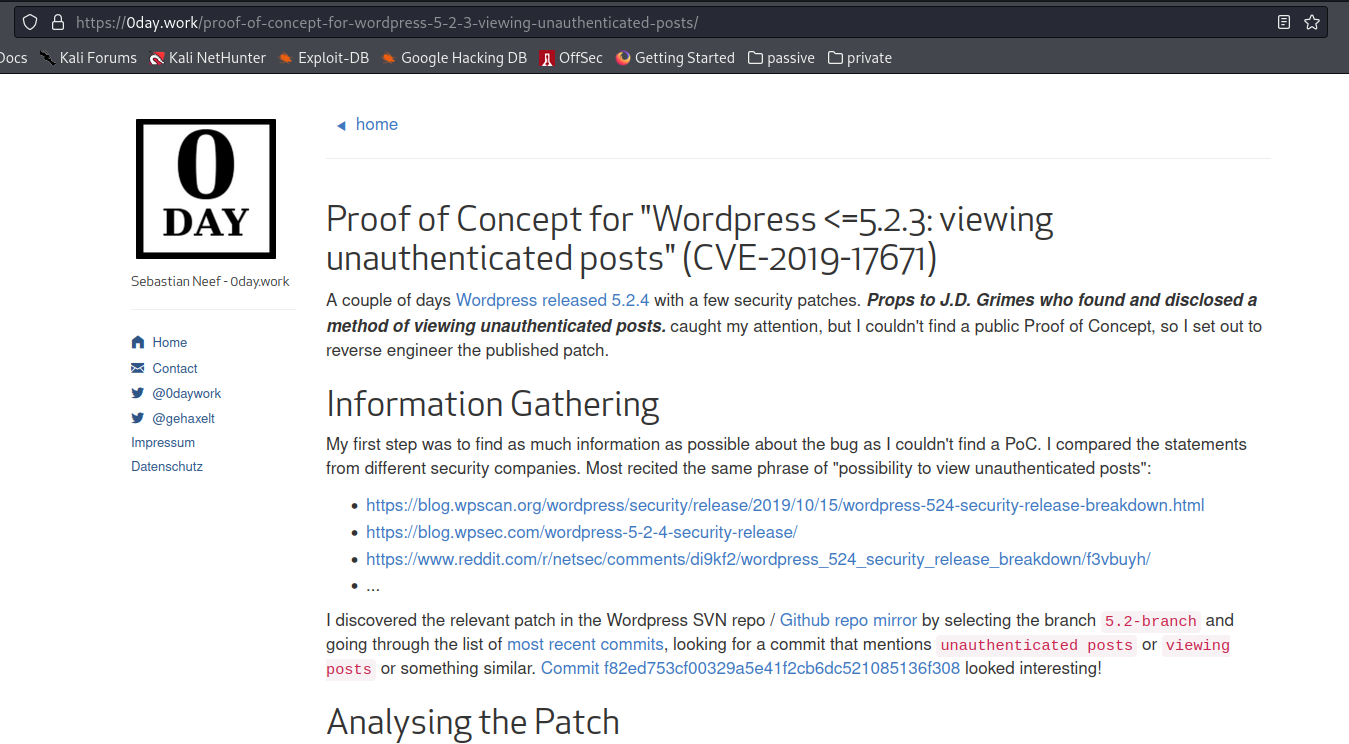 https://0day.work/proof-of-concept-for-wordpress-5-2-3-viewing-unauthenticated-posts/
Docs Kali Forums Kali NetHunter Exploit-DB Google Hacking DB OffSec Getting Started passive private
0
DAY
Sebastian Neef - 0day.work
Home
Contact
@0daywork
@gehaxelt
Impressum
Datenschutz
home
Proof of Concept for "Wordpress <=5.2.3: viewing
unauthenticated posts" (CVE-2019-17671)
A couple of days Wordpress released 5.2.4 with a few security patches. Props to J.D. Grimes who found and disclosed a
method of viewing unauthenticated posts. caught my attention, but I couldn't find a public Proof of Concept, so I set out to
reverse engineer the published patch.
Information Gathering
My first step was to find as much information as possible about the bug as I couldn't find a PoC. I compared the statements
from different security companies. Most recited the same phrase of "possibility to view unauthenticated posts":
• https://blog.wpscan.org/wordpress/security/release/2019/10/15/wordpress-524-security-release-breakdown.html
• https://blog.wpsec.com/wordpress-5-2-4-security-release/
• https://www.reddit.com/r/netsec/comments/di9kf2/wordpress_524_security_release_breakdown/f3vbuyh/
• ...
I discovered the relevant patch in the Wordpress SVN repo / Github repo mirror by selecting the branch 5.2-branch and
going through the list of most recent commits, looking for a commit that mentions unauthenticated posts or viewing
posts or something similar. Commit f82ed753cf00329a5e41f2cb6dc521085136f308 looked interesting!
Analysing the Patch